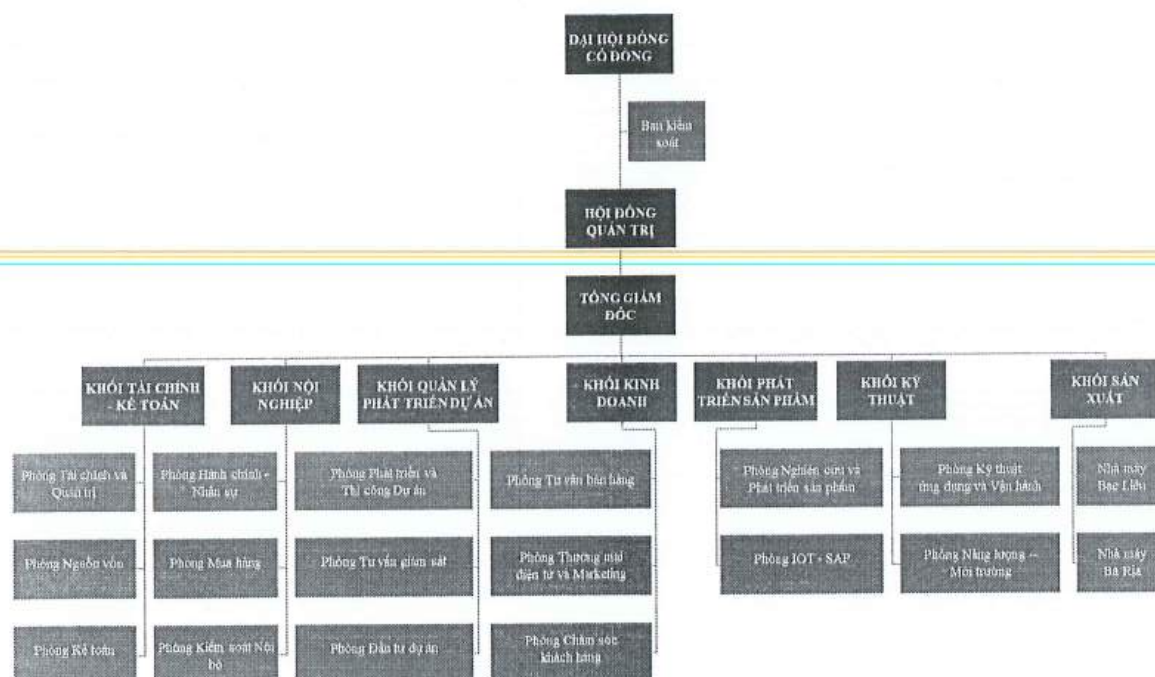 ĐẠI HỘI ĐỒNG
CỔ ĐÔNG
Ban kiểm
soát
HỘI ĐỒNG
QUẢN TRỊ
TỔNG GIÁM
ĐỐC
KHỐI TÀI CHÍNH
- KẾ TOÁN
KHỐI NỘI
NGHIỆP
KHỐI QUẢN LÝ
PHÁT TRIỂN DỰ ÁN
- KHỐI KINH
DOANH
KHỐI PHÁT
TRIỂN SẢN PHẨM
KHỐI KỸ
THUẬT
KHỐI SẢN
XUẤT
Phòng Tài chính và
Quản trị
Phòng Hành chính -
Nhân sự
Phòng Phát triển và
Thi công Dự án
Phòng Tư vấn bán hàng
Phòng Nghiên cứu và
Phát triển sản phẩm
Phòng Kỹ thuật
ứng dụng và Vận hành
Nhà máy
Bạc Liêu
Phòng Nguồn vốn
Phòng Mua hàng
Phòng Tư vấn giám sát
Phòng Thương mại
điện tử và Marketing
Phòng IOT - SAP
Phòng Năng lượng –
Môi trường
Nhà máy
Bà Rịa
Phòng Kế toán
Phòng Kiểm soát Nội
bộ
Phòng Đầu tư dự án
Phòng Chăm sóc
khách hàng